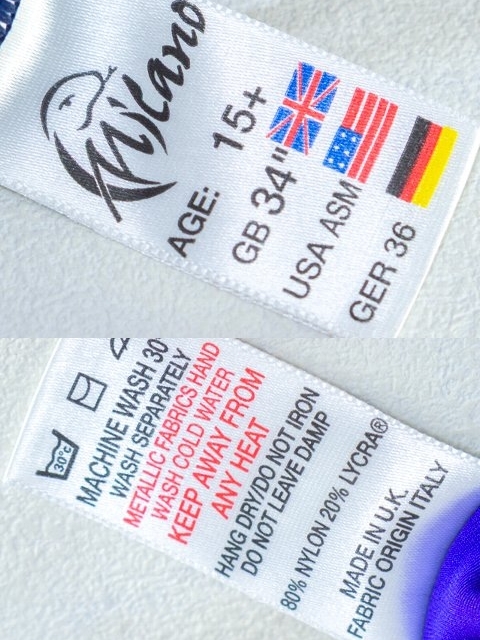 Milano
AGE: 15+
GB 34"
USA ASM
GER 36
30°c
MACHINE WASH 30
WASH SEPARATELY
METALLIC FABRICS HAND
WASH COLD WATER
KEEP AWAY FROM
ANY HEAT
HANG DRY/DO NOT IRON
DO NOT LEAVE DAMP
80% NYLON 20% LYCRA®
MADE IN U.K.
FABRIC ORIGIN ITALY